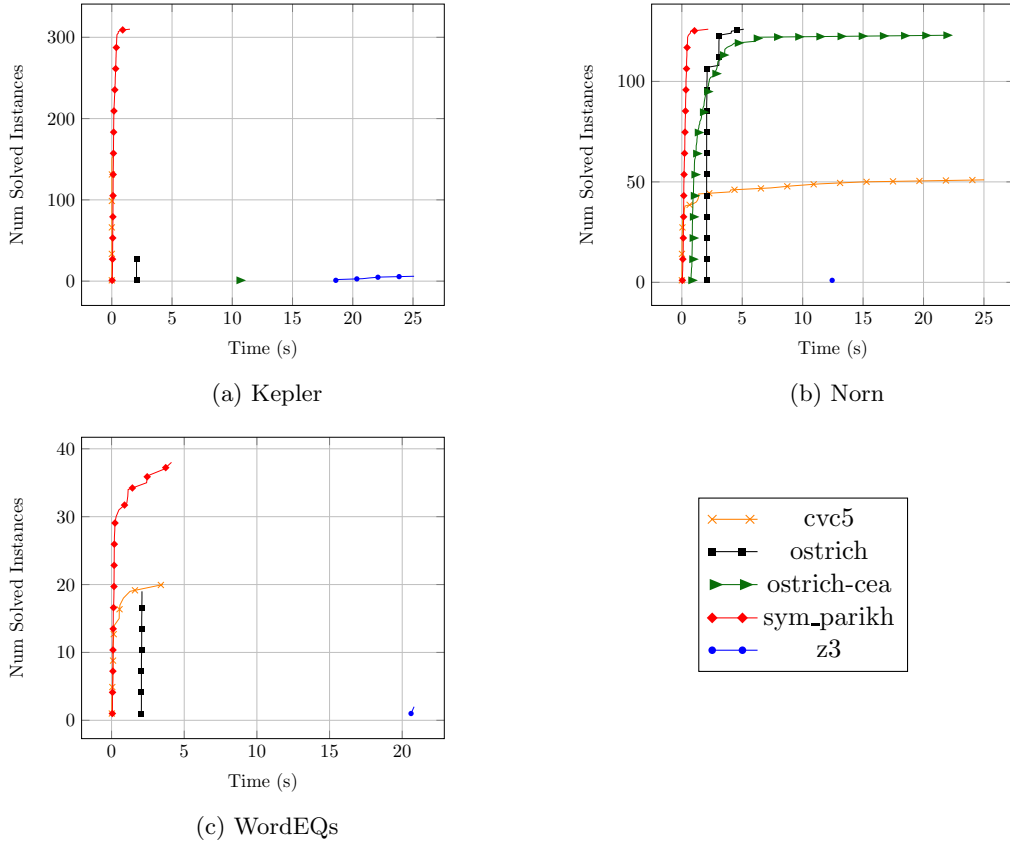 0
100
200
300
Num Solved Instances
0 5 10 15 20 25
Time (s)
(a) Kepler
0
50
100
Num Solved Instances
0 5 10 15 20 25
Time (s)
(b) Norn
0
10
20
30
40
Num Solved Instances
0 5 10 15 20
Time (s)
(c) WordEQs
cvc5
ostrich
ostrich-cea
sym_parikh
z3